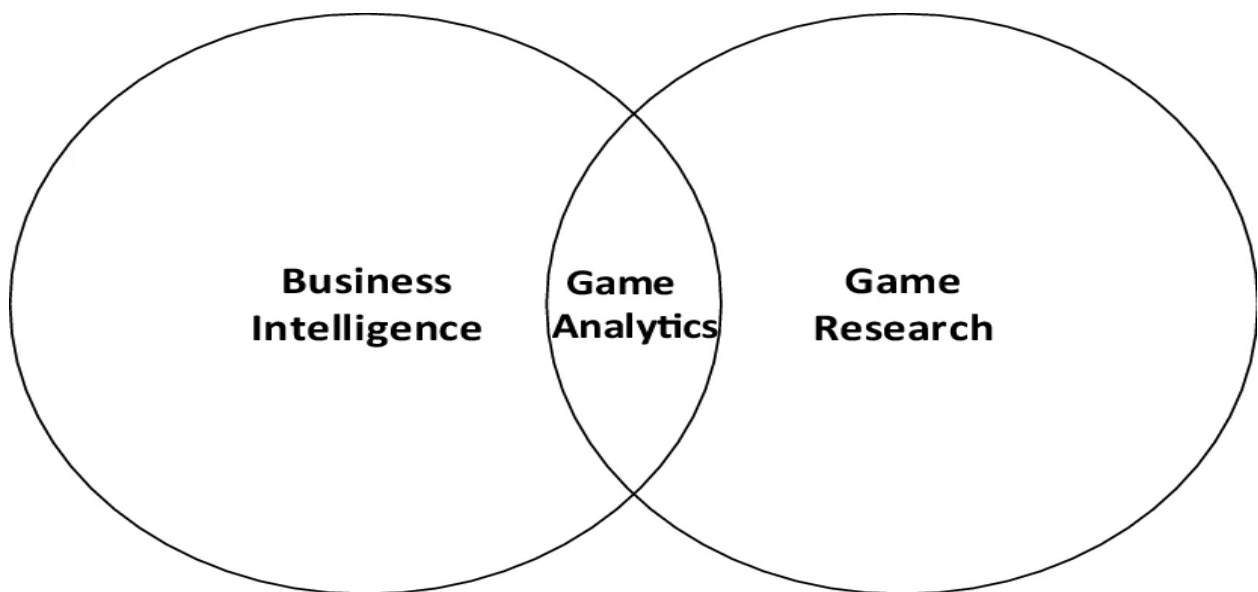 Business
Intelligence
Game
Analytics
Game
Research